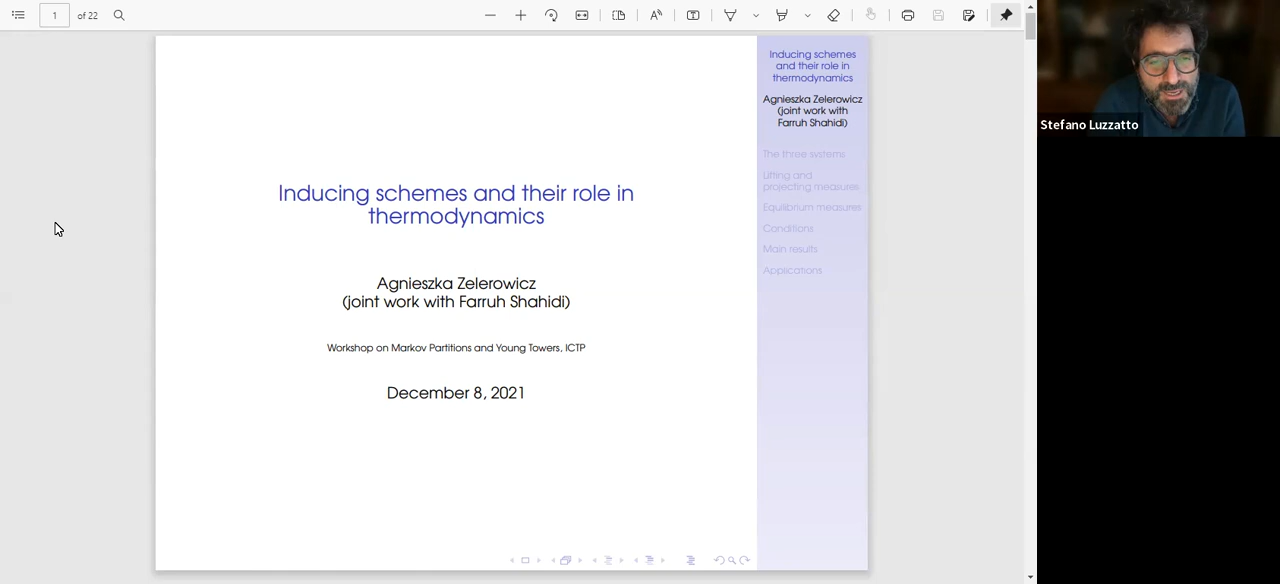 1 of 22
Inducing schemes and their role in
thermodynamics
Agnieszka Zelerowicz
(joint work with Farruh Shahidi)
Workshop on Markov Partitions and Young Towers, ICTP
December 8, 2021
Inducing schemes
and their role in
thermodynamics
Agnieszka Zelerowicz
(joint work with
Farruh Shahidi)
The three systems
Lifting and
projecting measures
Equilibrium measures
Conditions
Main results
Applications
Stefano Luzzatto